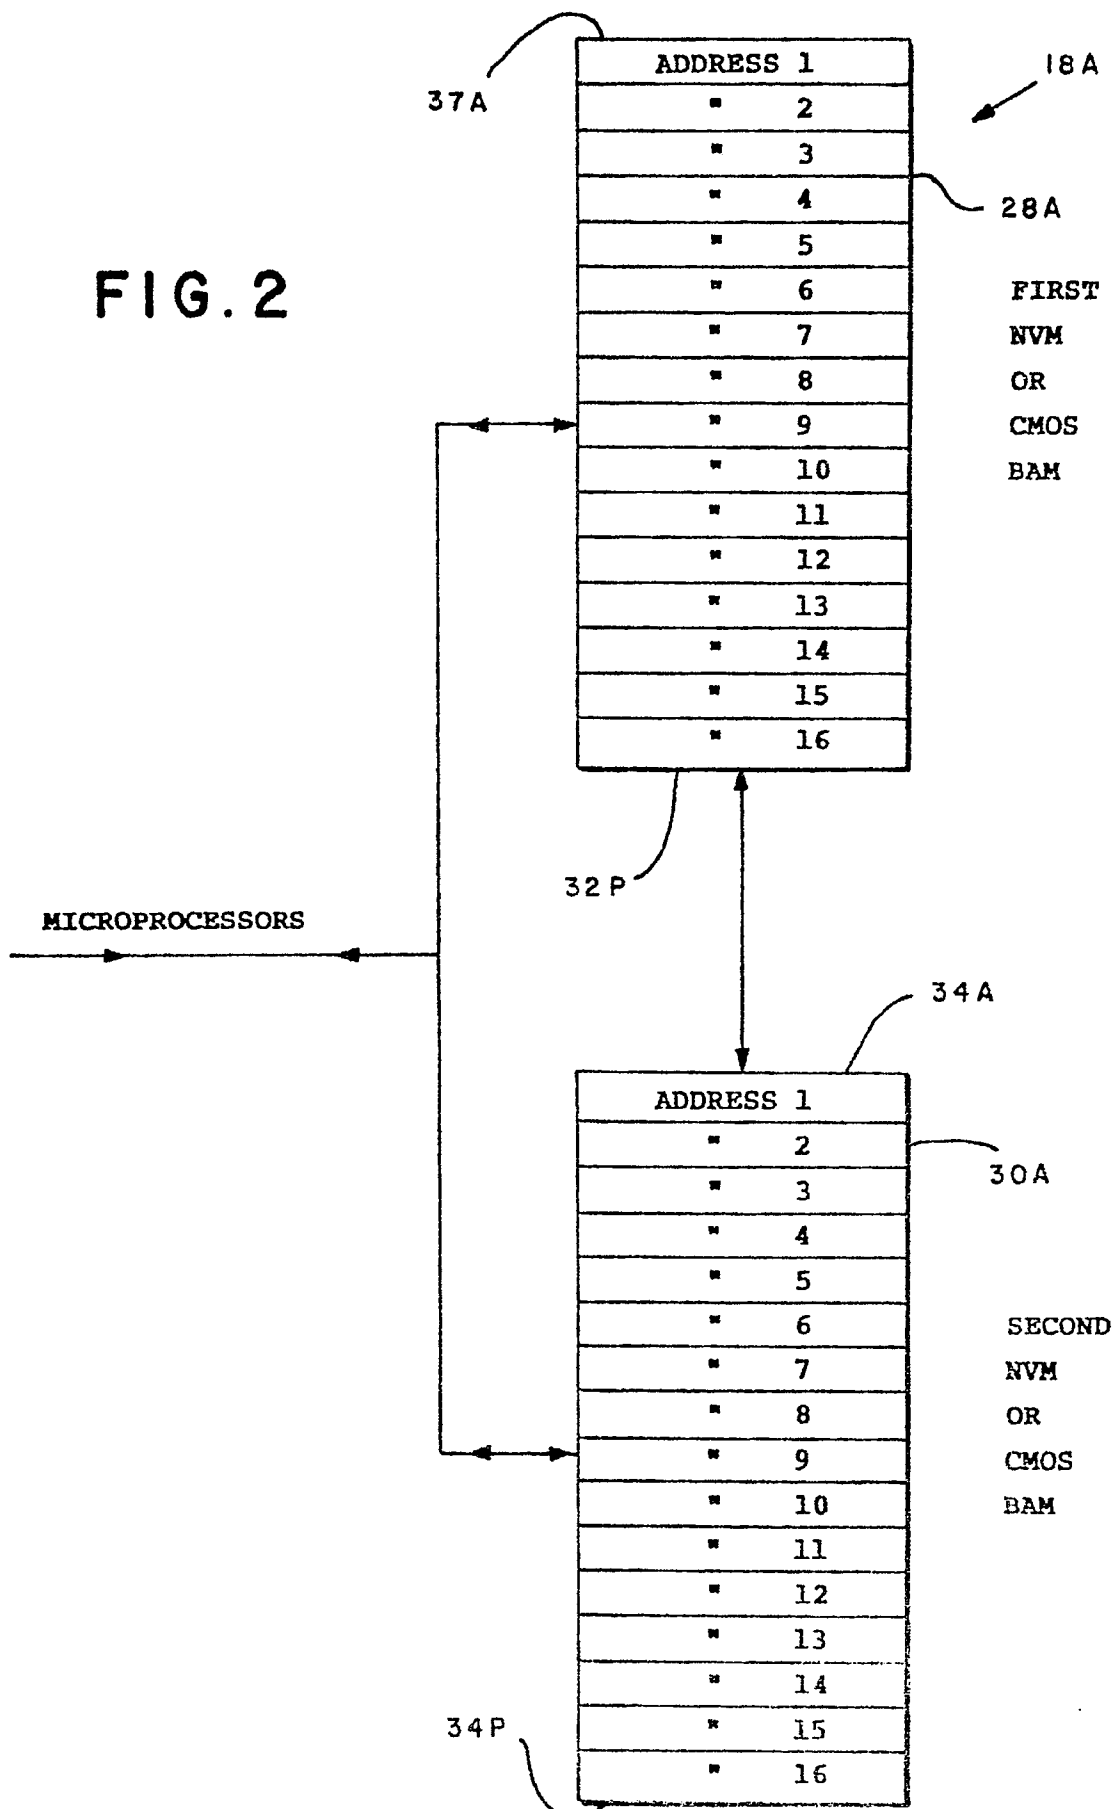 37A
ADDRESS 1
18A
" 2
" 3
28A
" 4
" 5
FIG. 2
" 6
FIRST
" 7
NVM
" 8
OR
" 9
CMOS
" 10
BAM
" 11
" 12
" 13
" 14
" 15
" 16
32P
MICROPROCESSORS
34A
ADDRESS 1
" 2
30A
" 3
" 4
" 5
" 6
SECOND
" 7
NVM
" 8
OR
" 9
CMOS
" 10
BAM
" 11
" 12
" 13
" 14
" 15
34P
" 16